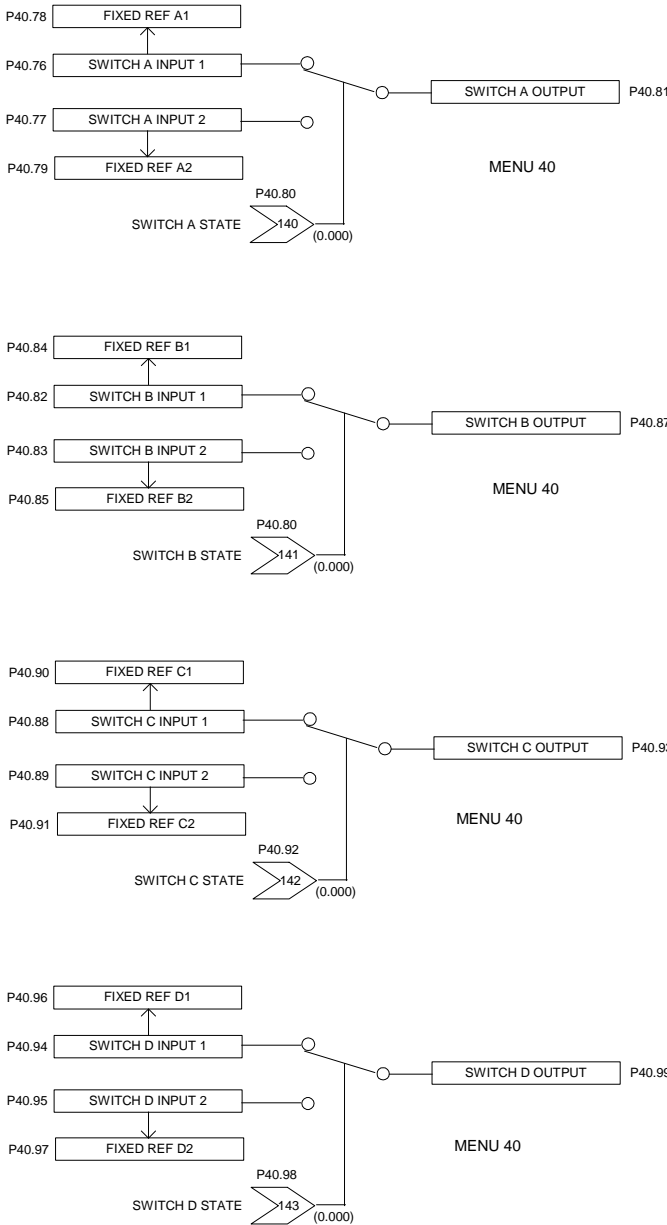 P40.78 FIXED REF A1
P40.76 SWITCH A INPUT 1
SWITCH A OUTPUT P40.81
P40.77 SWITCH A INPUT 2
P40.79 FIXED REF A2
MENU 40
P40.80
SWITCH A STATE 140
(0.000)
P40.84 FIXED REF B1
P40.82 SWITCH B INPUT 1
SWITCH B OUTPUT P40.87
P40.83 SWITCH B INPUT 2
P40.85 FIXED REF B2
MENU 40
P40.80
SWITCH B STATE 141
(0.000)
P40.90 FIXED REF C1
P40.88 SWITCH C INPUT 1
SWITCH C OUTPUT P40.93
P40.89 SWITCH C INPUT 2
P40.91 FIXED REF C2
MENU 40
P40.92
SWITCH C STATE 142
(0.000)
P40.96 FIXED REF D1
P40.94 SWITCH D INPUT 1
SWITCH D OUTPUT P40.99
P40.95 SWITCH D INPUT 2
P40.97 FIXED REF D2
MENU 40
P40.98
SWITCH D STATE 143
(0.000)